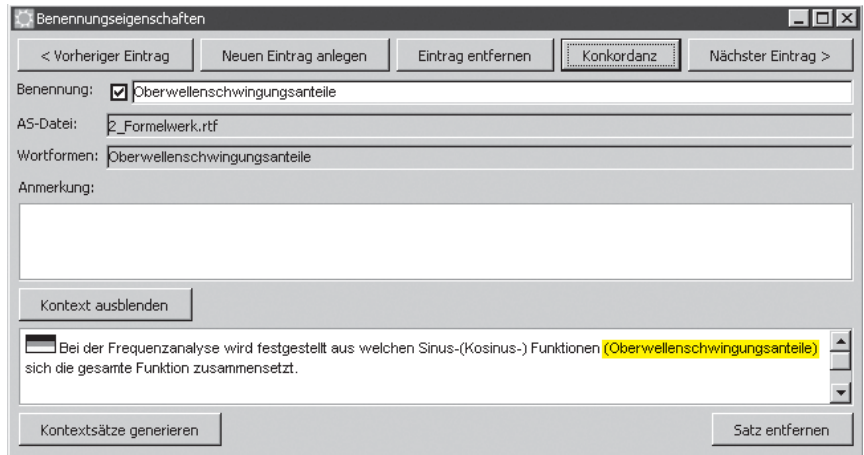 Benennungseigenschaften
< Vorheriger Eintrag Neuen Eintrag anlegen Eintrag entfernen Konkordanz Nächster Eintrag >
Benennung: Oberwellenschwingungsanteile
AS-Datei: 2_Formelwerk.rtf
Wortformen: Oberwellenschwingungsanteile
Anmerkung:
Kontext ausblenden
Bei der Frequenzanalyse wird festgestellt aus welchen Sinus-(Kosinus-) Funktionen (Oberwellenschwingungsanteile)
sich die gesamte Funktion zusammensetzt.
Kontextsätze generieren Satz entfernen